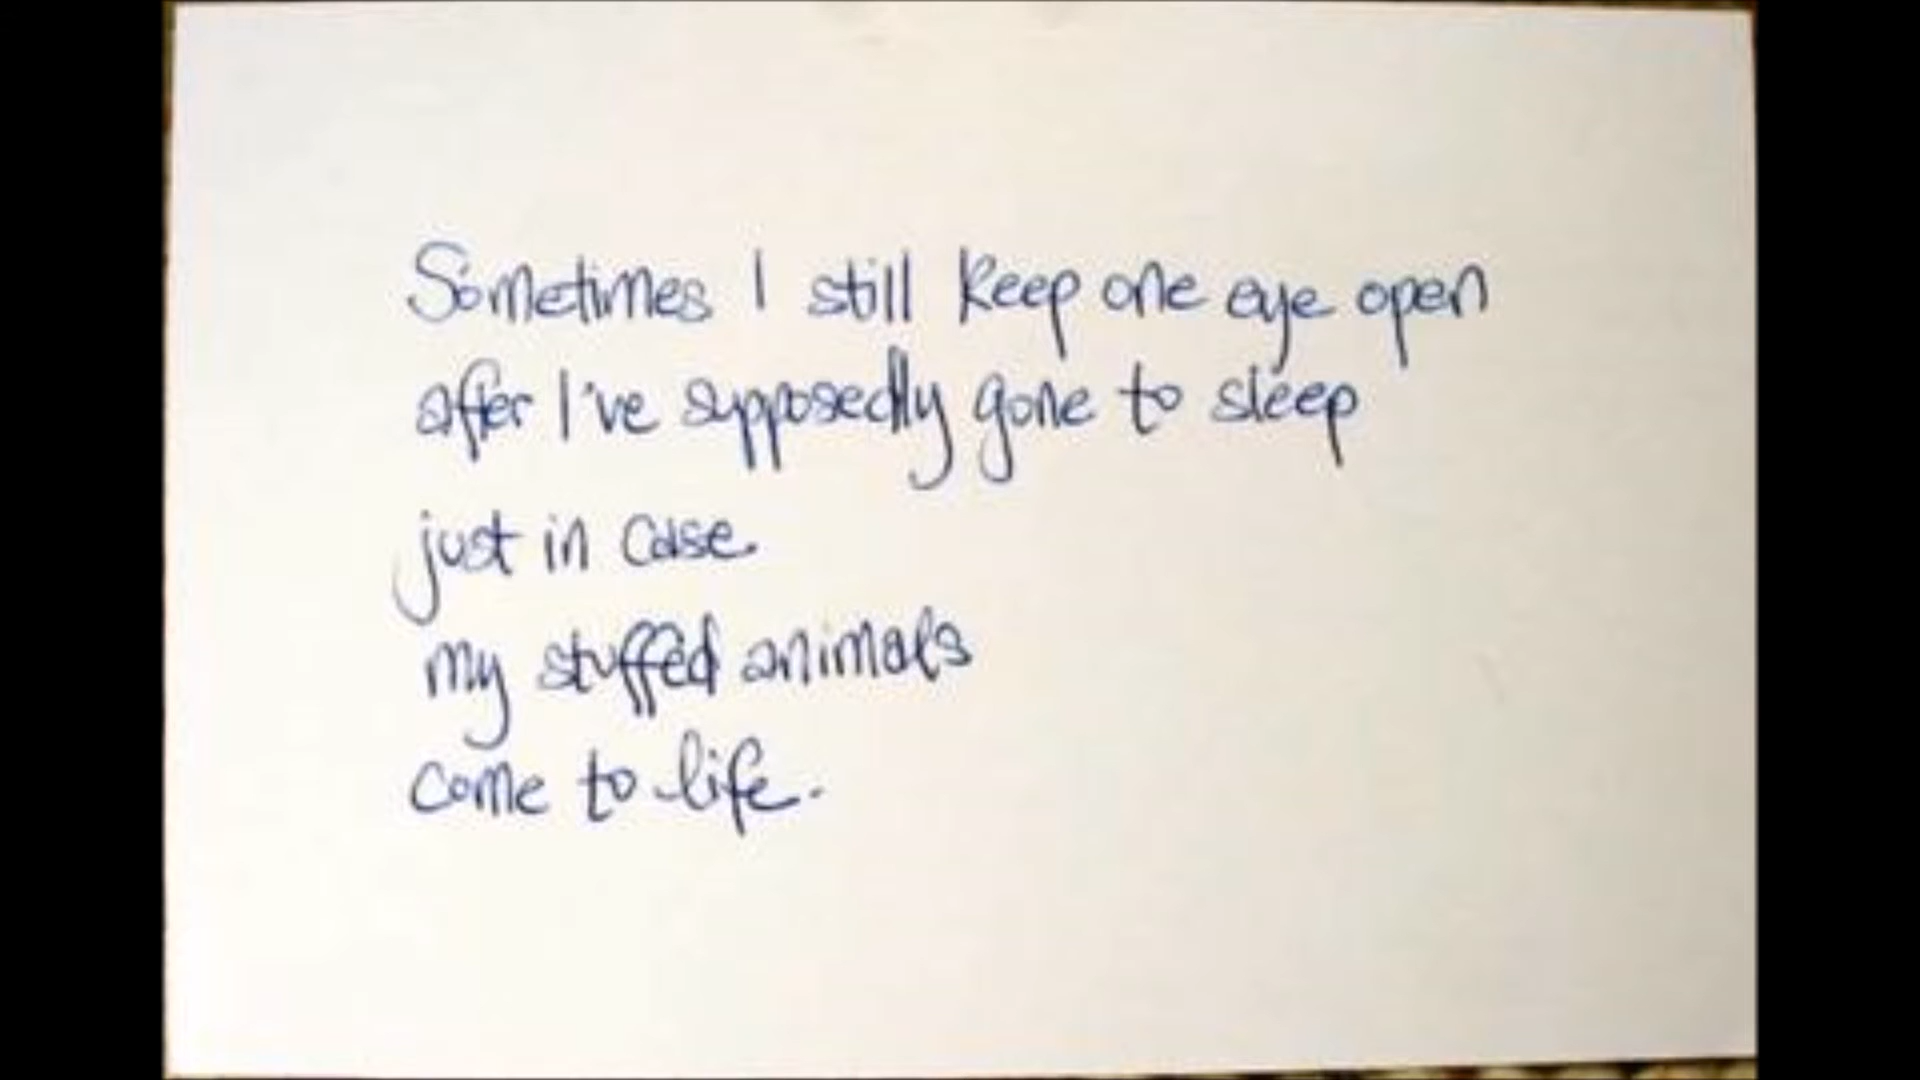 Sometimes I still keep one eye open
after I've supposedly gone to sleep
just in case
my stuffed animals
come to life.